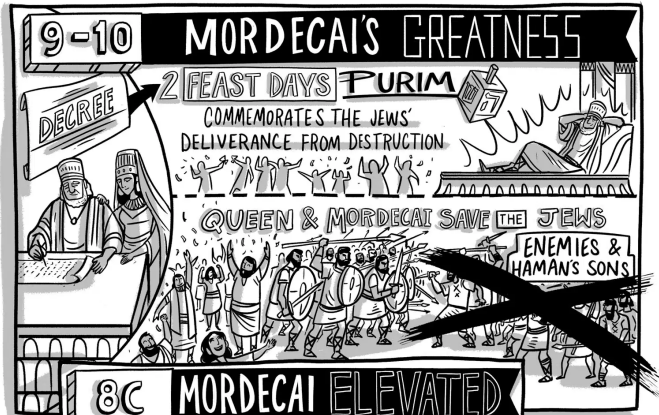 9-10 MORDECAI'S GREATNESS
DECREE
2 FEAST DAYS PURIM
COMMEMORATES THE JEWS'
DELIVERANCE FROM DESTRUCTION
QUEEN & MORDECAI SAVE THE JEWS
ENEMIES &
HAMAN'S SONS
8C MORDECAI ELEVATED